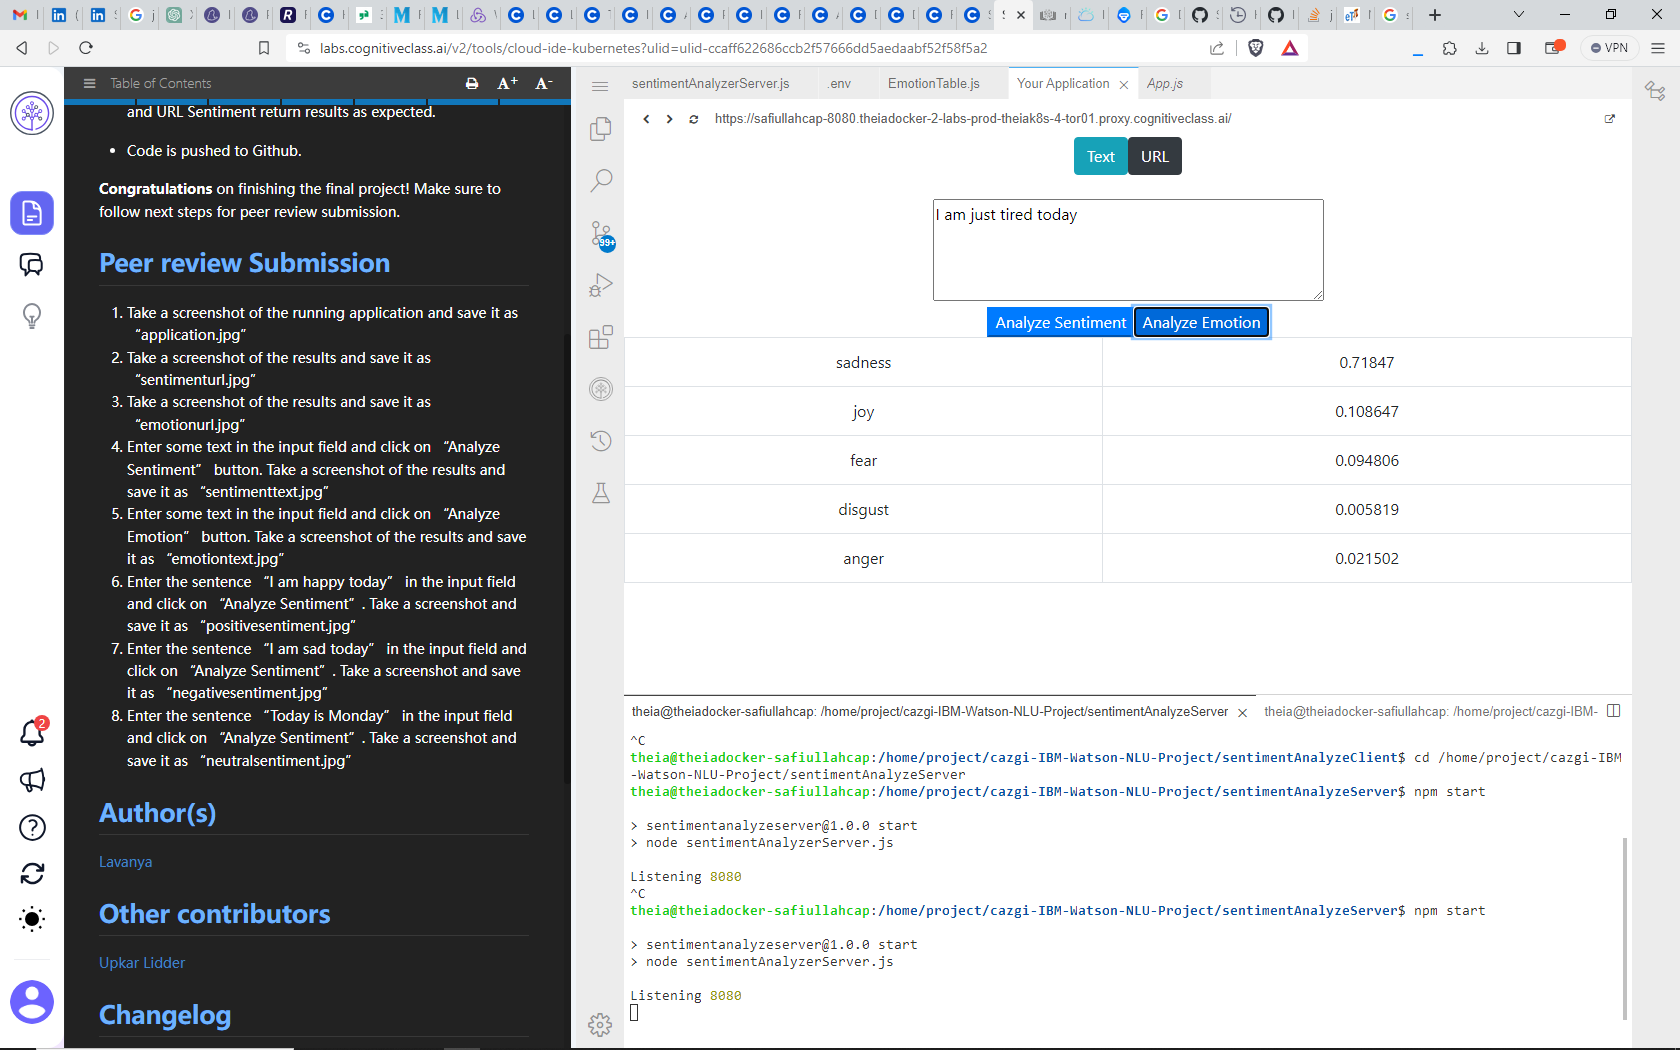 labs.cognitiveclass.ai/v2/tools/cloud-ide-kubernetes?ulid=ulid-ccaff622686ccb2f57666dd5aedaabf52f58f5a2
VPN
Table of Contents
A+ A-
and URL Sentiment return results as expected.
• Code is pushed to Github.
Congratulations on finishing the final project! Make sure to
follow next steps for peer review submission.
Peer review Submission
1. Take a screenshot of the running application and save it as
“application.jpg”
2. Take a screenshot of the results and save it as
“sentimenturl.jpg”
3. Take a screenshot of the results and save it as
“emotionurl.jpg”
4. Enter some text in the input field and click on “Analyze
Sentiment” button. Take a screenshot of the results and
save it as “sentimenttext.jpg”
5. Enter some text in the input field and click on “Analyze
Emotion” button. Take a screenshot of the results and save
it as “emotiontext.jpg”
6. Enter the sentence “I am happy today” in the input field
and click on “Analyze Sentiment”. Take a screenshot and
save it as “positivesentiment.jpg”
7. Enter the sentence “I am sad today” in the input field and
click on “Analyze Sentiment”. Take a screenshot and save
it as “negativesentiment.jpg”
8. Enter the sentence “Today is Monday” in the input field
and click on “Analyze Sentiment”. Take a screenshot and
save it as “neutralsentiment.jpg”
Author(s)
Lavanya
Other contributors
Upkar Lidder
Changelog
2
39+
sentimentAnalyzerServer.js .env EmotionTable.js Your Application App.js
https://safiullahcap-8080.theiadocker-2-labs-prod-theiak8s-4-tor01.proxy.cognitiveclass.ai/
Text URL
I am just tired today
Analyze Sentiment Analyze Emotion
sadness 0.71847
joy 0.108647
fear 0.094806
disgust 0.005819
anger 0.021502
theia@theiadocker-safiullahcap: /home/project/cazgi-IBM-Watson-NLU-Project/sentimentAnalyzeServer theia@theiadocker-safiullahcap: /home/project/cazgi-IBM-
^C
theia@theiadocker-safiullahcap:/home/project/cazgi-IBM-Watson-NLU-Project/sentimentAnalyzeClient$ cd /home/project/cazgi-IBM
-Watson-NLU-Project/sentimentAnalyzeServer
theia@theiadocker-safiullahcap:/home/project/cazgi-IBM-Watson-NLU-Project/sentimentAnalyzeServer$ npm start
> sentimentanalyzeserver@1.0.0 start
> node sentimentAnalyzerServer.js
Listening 8080
^C
theia@theiadocker-safiullahcap:/home/project/cazgi-IBM-Watson-NLU-Project/sentimentAnalyzeServer$ npm start
> sentimentanalyzeserver@1.0.0 start
> node sentimentAnalyzerServer.js
Listening 8080